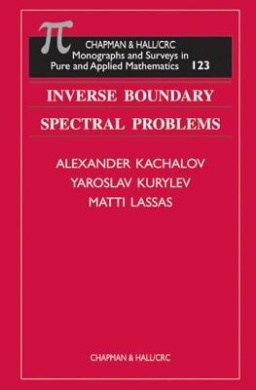 π
CHAPMAN & HALL/CRC
Monographs and Surveys in
Pure and Applied Mathematics 123
INVERSE BOUNDARY
SPECTRAL PROBLEMS
ALEXANDER KACHALOV
YAROSLAV KURYLEV
MATTI LASSAS
CHAPMAN & HALL/CRC